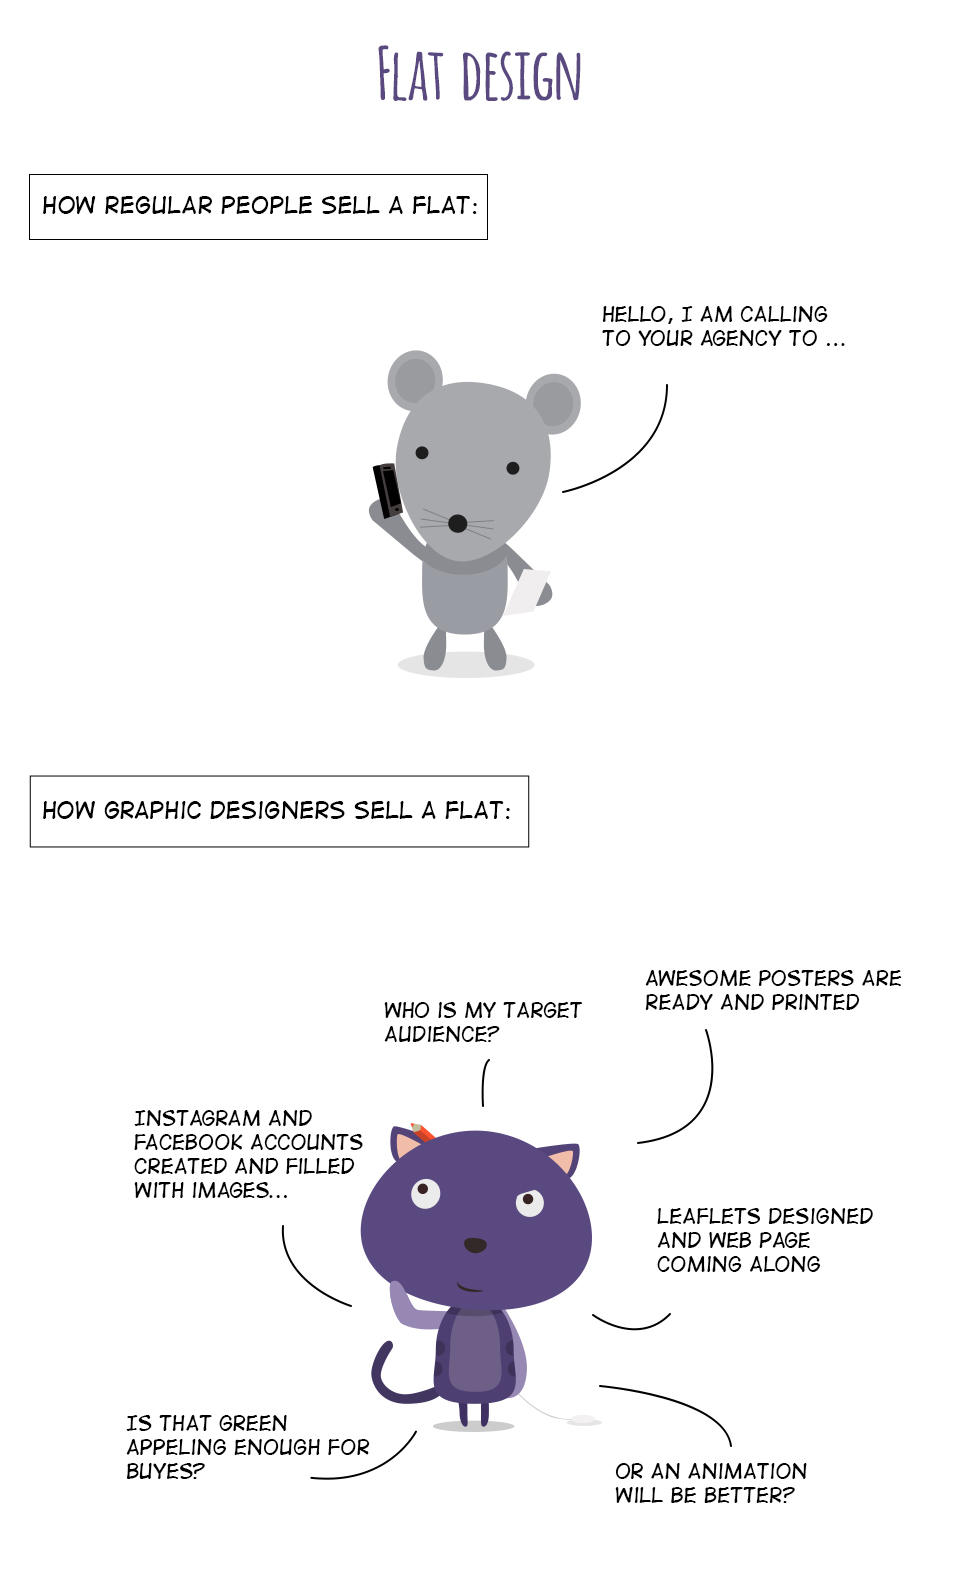 Flat design
HOW REGULAR PEOPLE SELL A FLAT:
HELLO, I AM CALLING
TO YOUR AGENCY TO ...
HOW GRAPHIC DESIGNERS SELL A FLAT:
AWESOME POSTERS ARE
READY AND PRINTED
WHO IS MY TARGET
AUDIENCE?
INSTAGRAM AND
FACEBOOK ACCOUNTS
CREATED AND FILLED
WITH IMAGES...
LEAFLETS DESIGNED
AND WEB PAGE
COMING ALONG
IS THAT GREEN
APPELING ENOUGH FOR
BUYES?
OR AN ANIMATION
WILL BE BETTER?